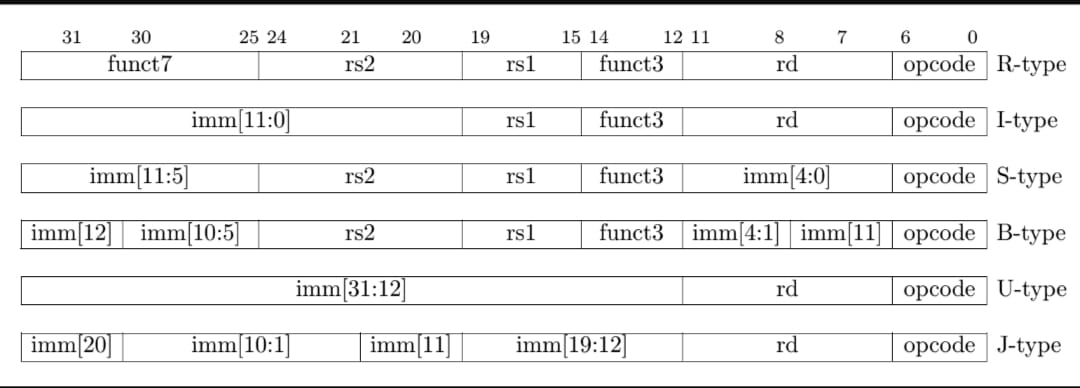 31 30 25 24 21 20 19 15 14 12 11 8 7 6 0
funct7 rs2 rs1 funct3 rd opcode R-type
imm[11:0] rs1 funct3 rd opcode I-type
imm[11:5] rs2 rs1 funct3 imm[4:0] opcode S-type
imm[12] imm[10:5] rs2 rs1 funct3 imm[4:1] imm[11] opcode B-type
imm[31:12] rd opcode U-type
imm[20] imm[10:1] imm[11] imm[19:12] rd opcode J-type